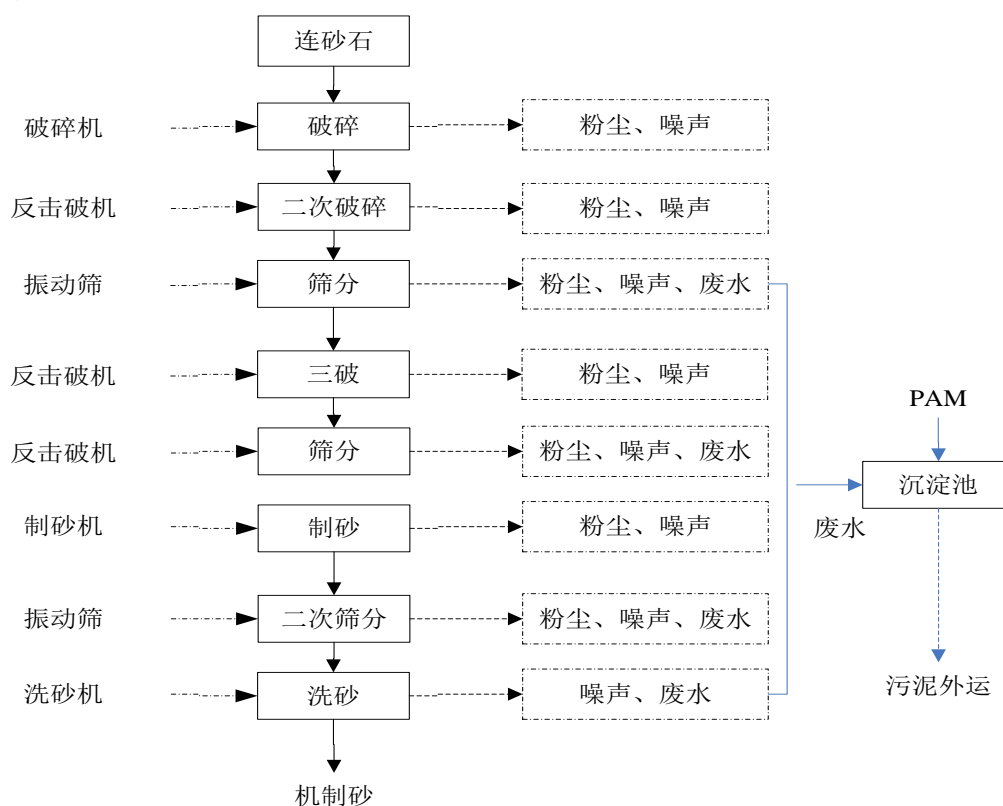 连砂石
破碎机
破碎
粉尘、噪声
反击破机
二次破碎
粉尘、噪声
振动筛
筛分
粉尘、噪声、废水
反击破机
三破
粉尘、噪声
PAM
反击破机
筛分
粉尘、噪声、废水
沉淀池
制砂机
制砂
粉尘、噪声
废水
振动筛
二次筛分
粉尘、噪声、废水
洗砂机
洗砂
噪声、废水
污泥外运
机制砂